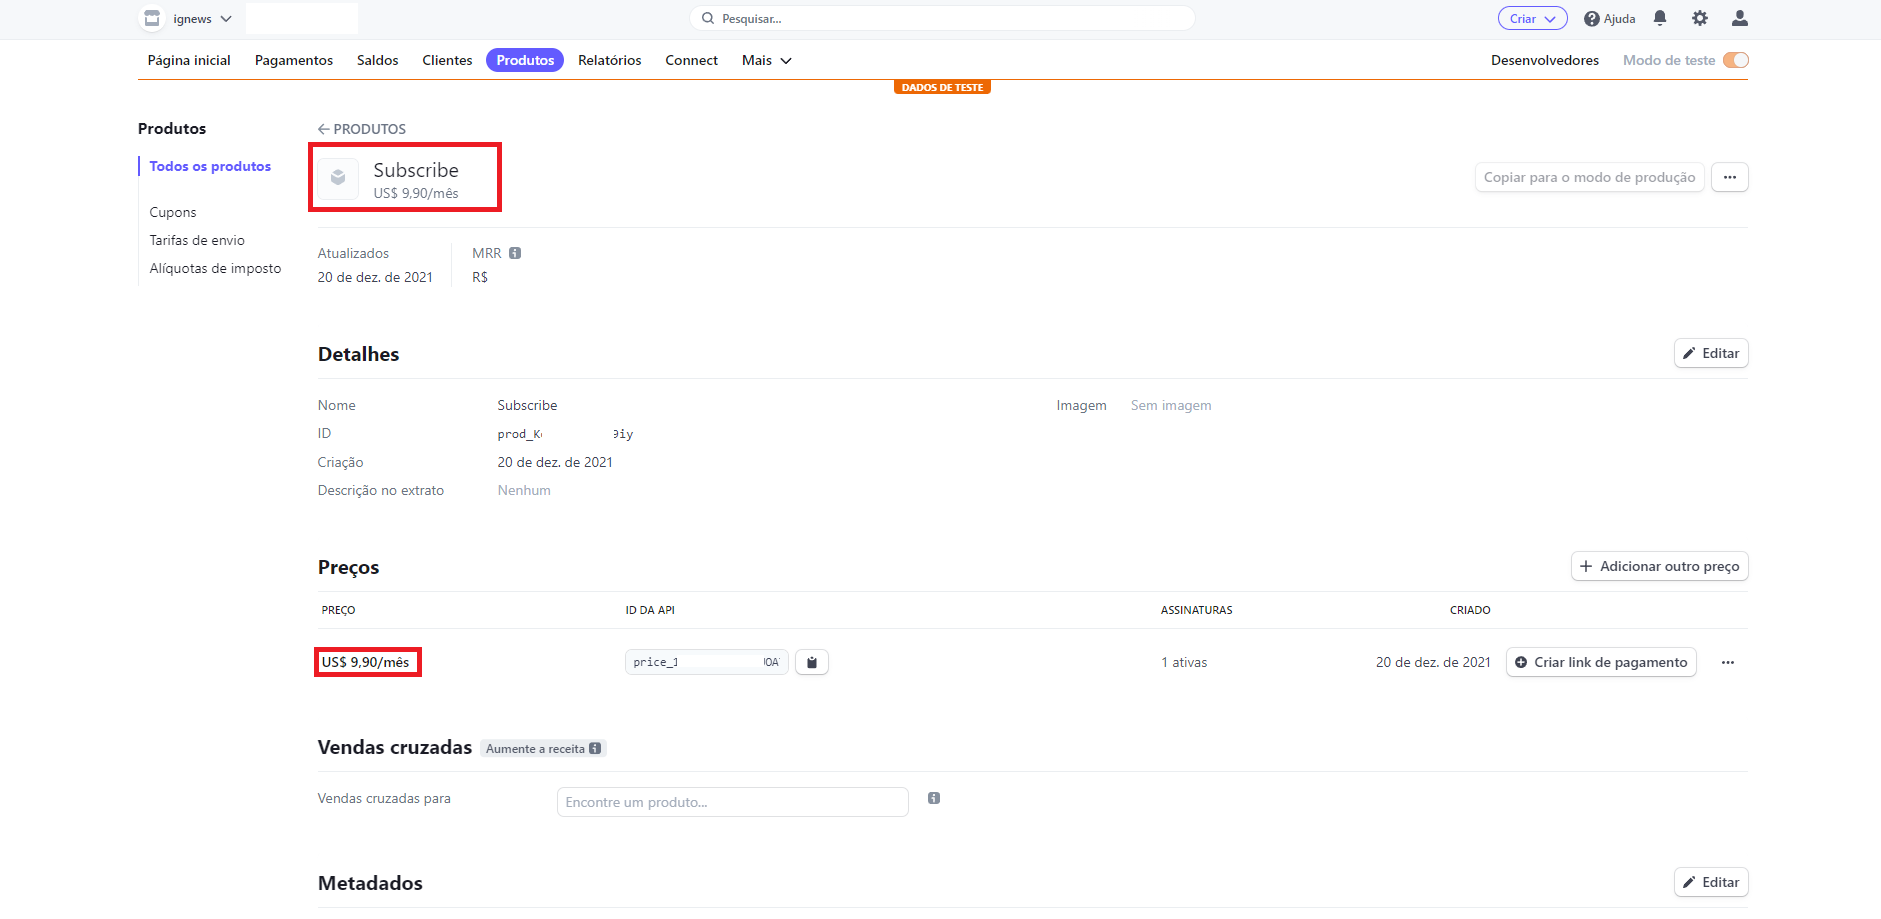 ignews
Pesquisar...
Criar
Ajuda
Página inicial Pagamentos Saldos Clientes Produtos Relatórios Connect Mais
Desenvolvedores Modo de teste
DADOS DE TESTE
Produtos
Todos os produtos
Cupons
Tarifas de envio
Alíquotas de imposto
PRODUTOS
Subscribe
US$ 9,90/mês
Copiar para o modo de produção
Atualizados
20 de dez. de 2021
MRR
R$
Detalhes
Editar
Nome Subscribe
Imagem Sem imagem
ID
Criação 20 de dez. de 2021
Descrição no extrato Nenhum
Preços
Adicionar outro preço
PREÇO ID DA API ASSINATURAS CRIADO
US$ 9,90/mês price_1 1 ativas 20 de dez. de 2021 Criar link de pagamento
Vendas cruzadas Aumente a receita
Vendas cruzadas para Encontre um produto...
Metadados
Editar